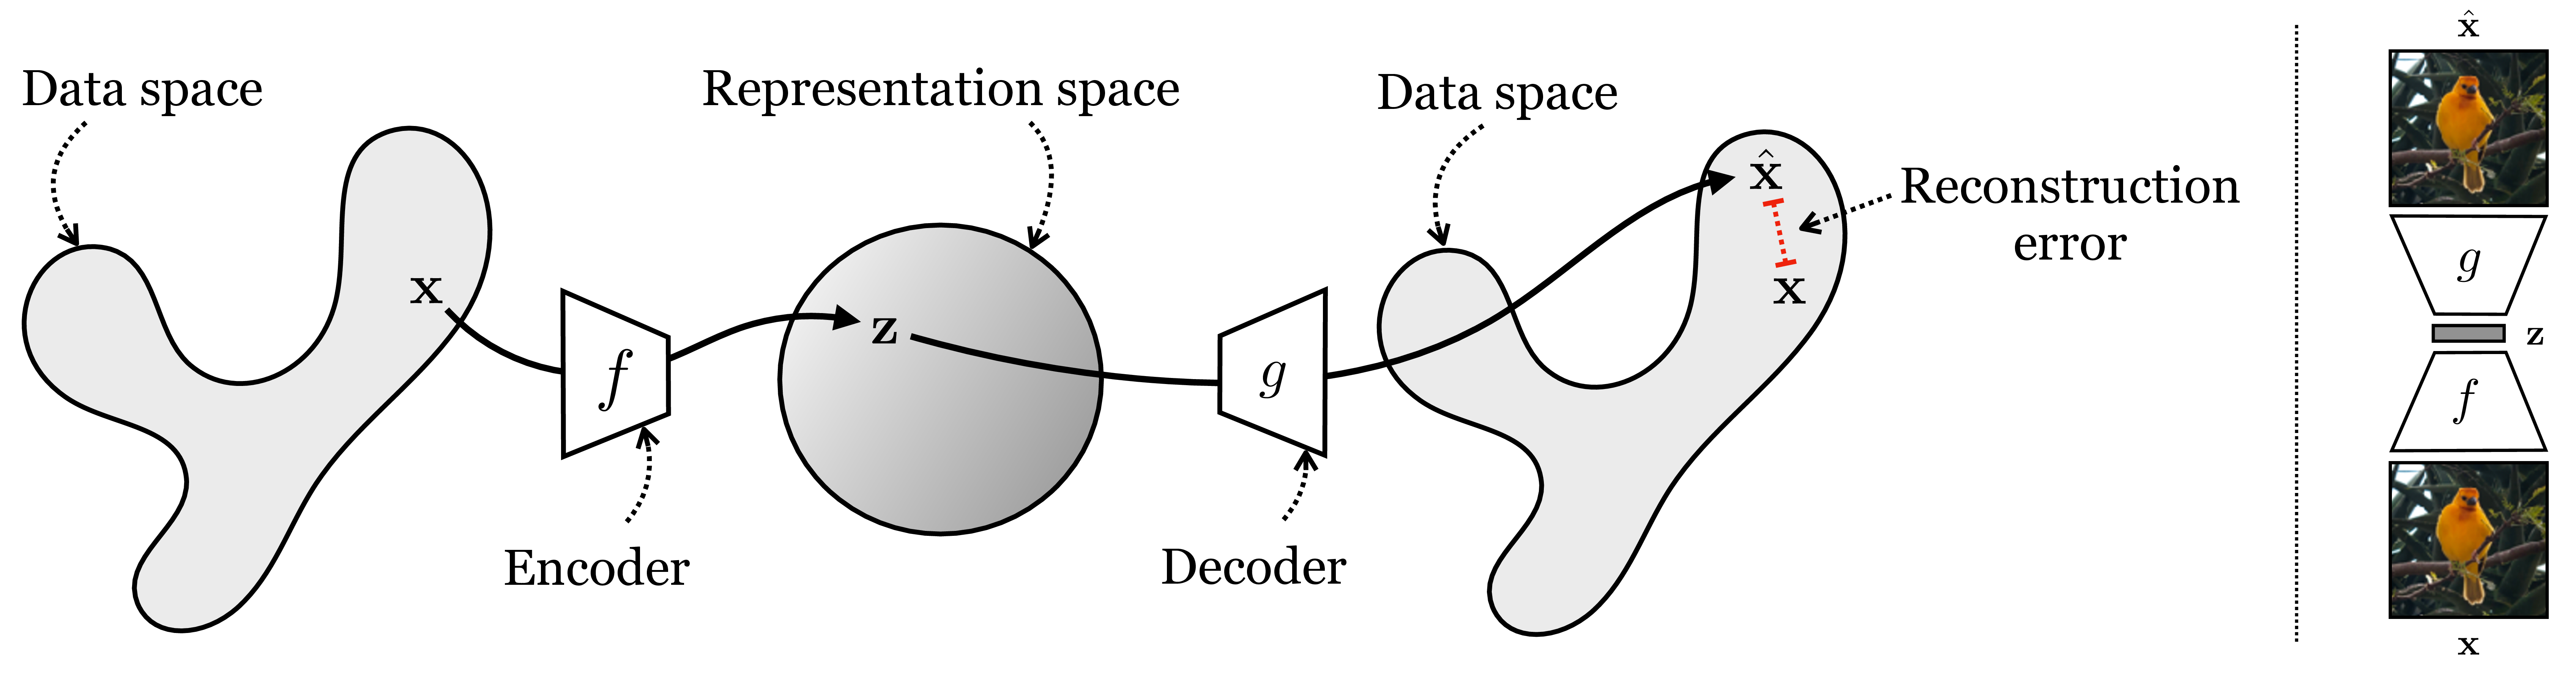 Data space
Representation space
Data space
x
f
z
g
x̂
x
Reconstruction
error
Encoder
Decoder
x̂
g
z
f
x